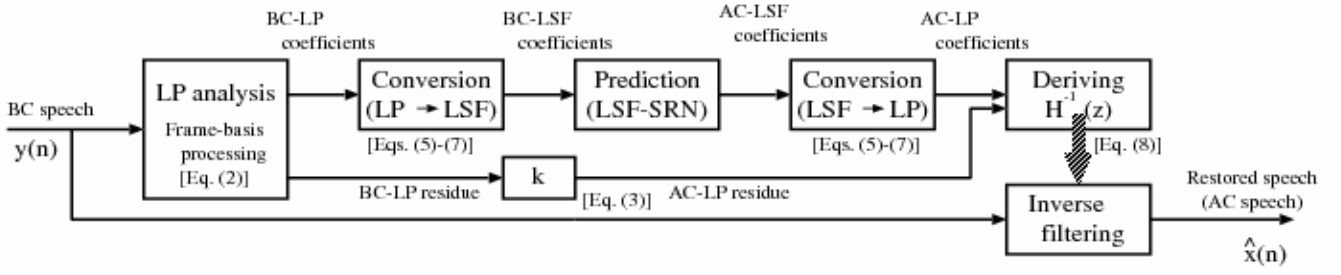 BC-LP
coefficients
BC-LSF
coefficients
AC-LSF
coefficients
AC-LP
coefficients
BC speech
y(n)
LP analysis
Frame-basis
processing
[Eq. (2)]
Conversion
(LP → LSF)
[Eqs. (5)-(7)]
Prediction
(LSF-SRN)
Conversion
(LSF → LP)
[Eqs. (5)-(7)]
Deriving
H⁻¹(z)
[Eq. (8)]
BC-LP residue
k
[Eq. (3)]
AC-LP residue
Inverse
filtering
Restored speech
(AC speech)
x̂(n)